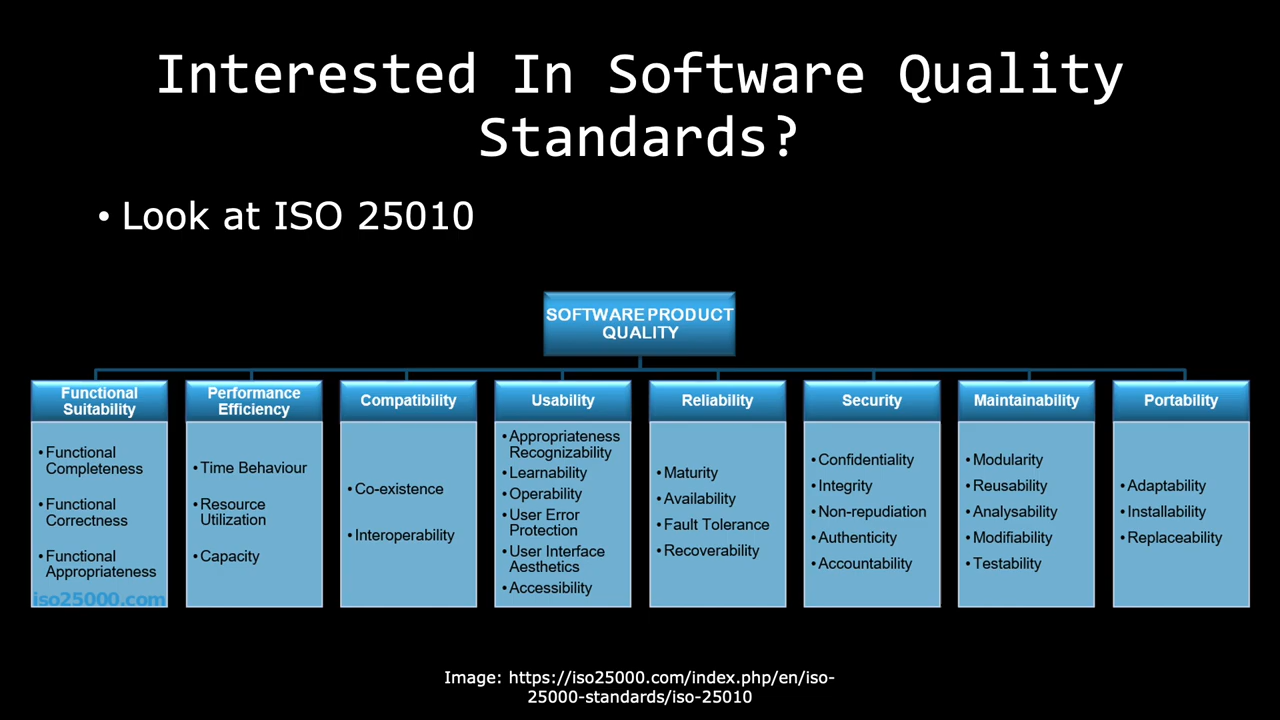 Interested In Software Quality
Standards?
• Look at ISO 25010
SOFTWARE PRODUCT
QUALITY
Functional
Suitability
• Functional
Completeness
• Functional
Correctness
• Functional
Appropriateness
iso25000.com
Performance
Efficiency
• Time Behaviour
• Resource
Utilization
• Capacity
Compatibility
• Co-existence
• Interoperability
Usability
• Appropriateness
Recognizability
• Learnability
• Operability
• User Error
Protection
• User Interface
Aesthetics
• Accessibility
Reliability
• Maturity
• Availability
• Fault Tolerance
• Recoverability
Security
• Confidentiality
• Integrity
• Non-repudiation
• Authenticity
• Accountability
Maintainability
• Modularity
• Reusability
• Analysability
• Modifiability
• Testability
Portability
• Adaptability
• Installability
• Replaceability
Image: https://iso25000.com/index.php/en/iso-
25000-standards/iso-25010